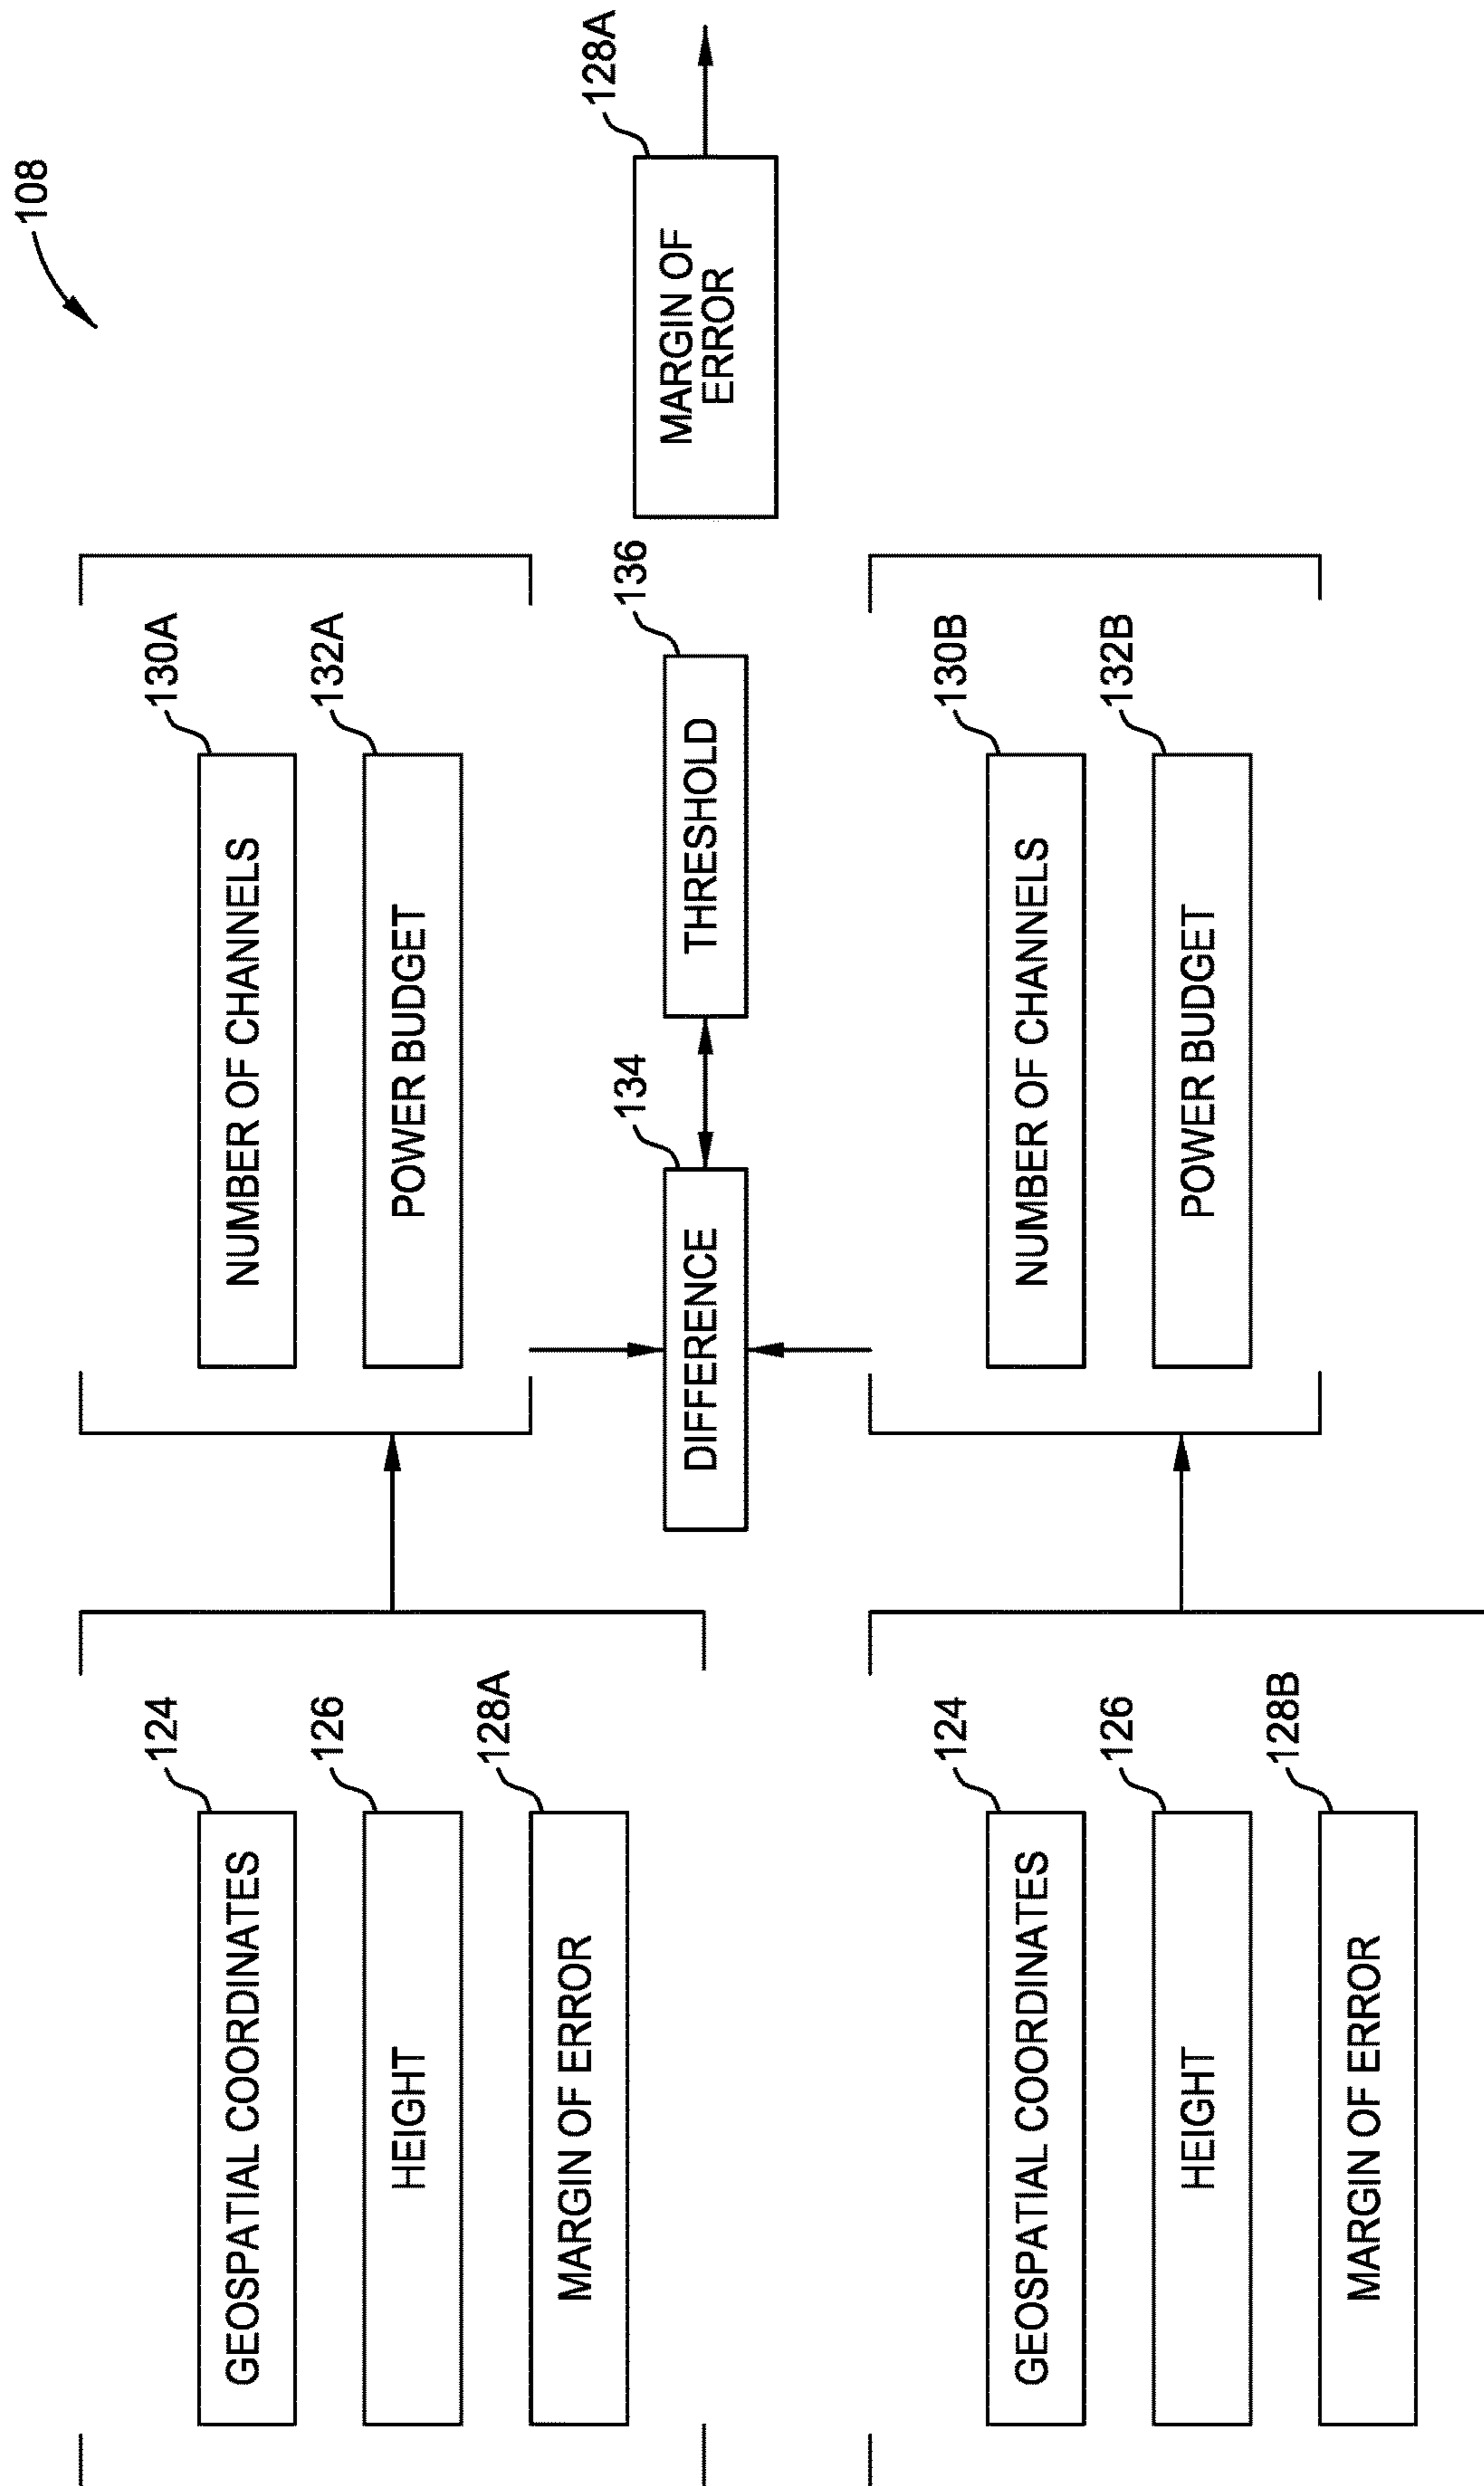 108
124
GEOSPATIAL COORDINATES
126
HEIGHT
128A
MARGIN OF ERROR
130A
NUMBER OF CHANNELS
132A
POWER BUDGET
134
DIFFERENCE
136
THRESHOLD
128A
MARGIN OF
ERROR
124
GEOSPATIAL COORDINATES
126
HEIGHT
128B
MARGIN OF ERROR
130B
NUMBER OF CHANNELS
132B
POWER BUDGET